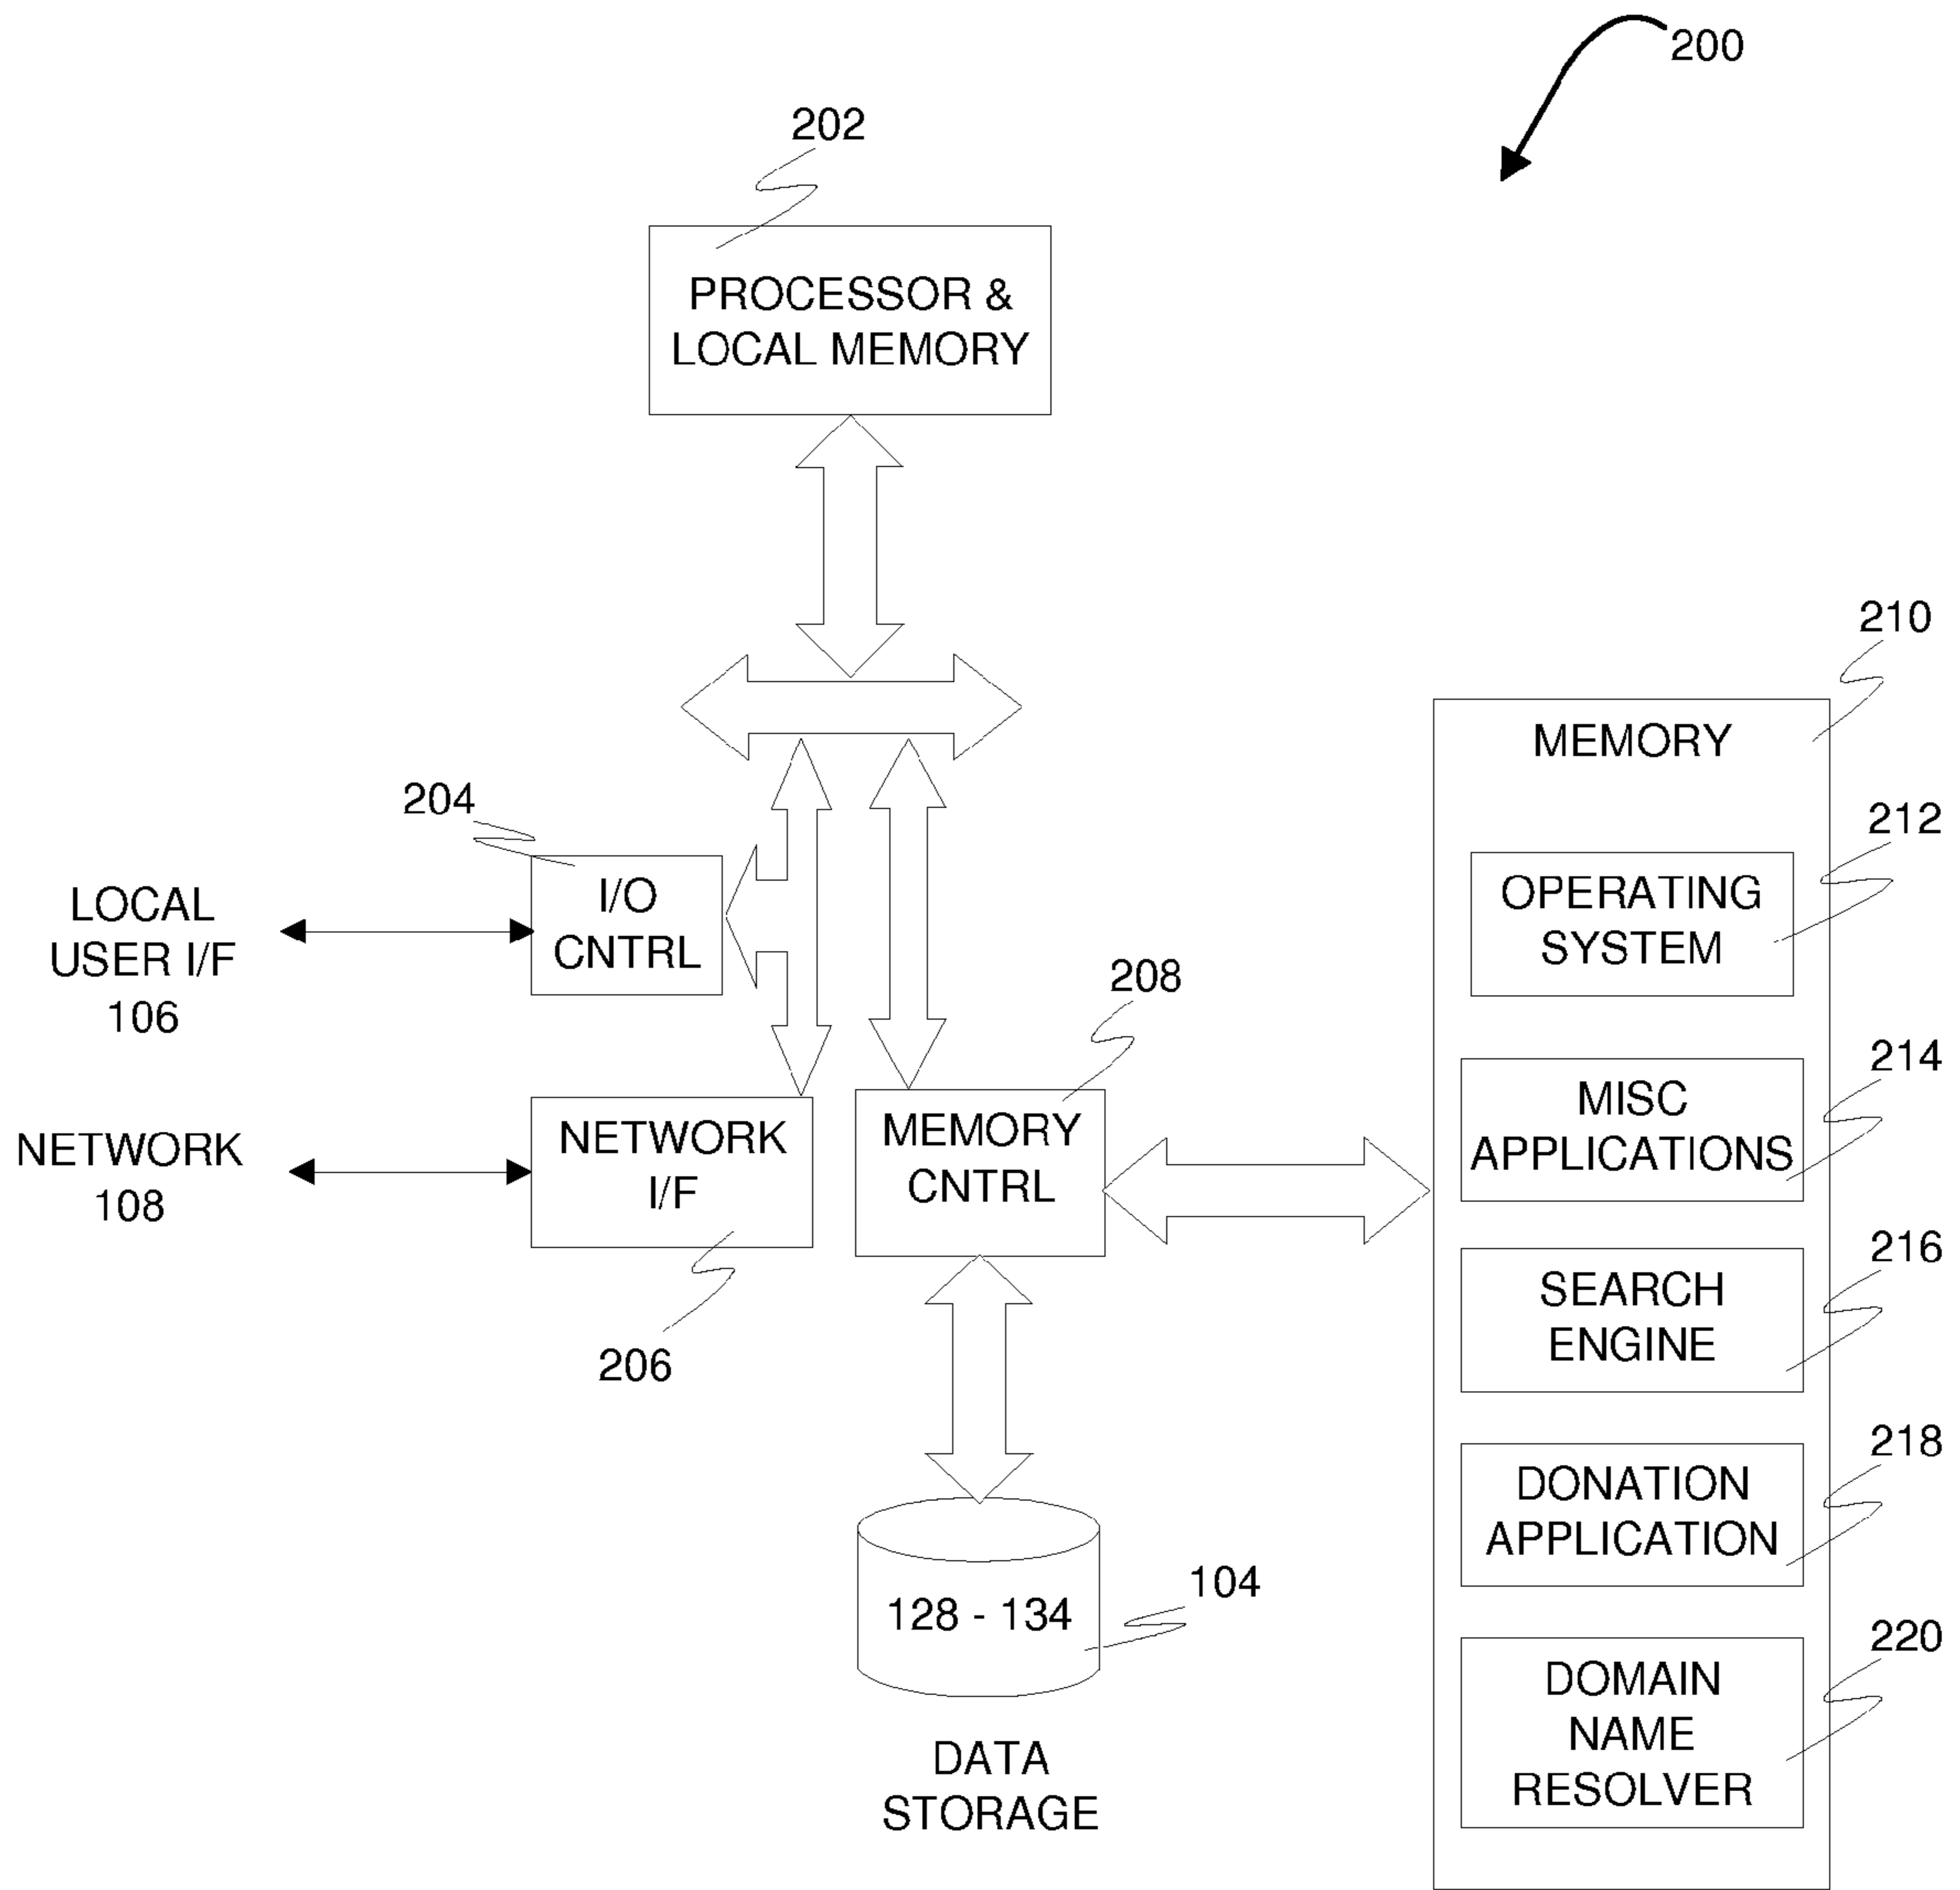 200
202
PROCESSOR &
LOCAL MEMORY
204
I/O
CNTRL
LOCAL
USER I/F
106
NETWORK
108
NETWORK
I/F
206
208
MEMORY
CNTRL
128 - 134
104
DATA
STORAGE
210
MEMORY
212
OPERATING
SYSTEM
214
MISC
APPLICATIONS
216
SEARCH
ENGINE
218
DONATION
APPLICATION
220
DOMAIN
NAME
RESOLVER